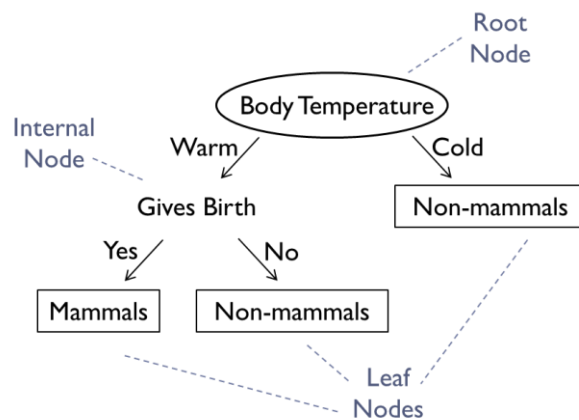 Root
Node
Body Temperature
Internal
Node
Warm
Cold
Gives Birth
Non-mammals
Yes
No
Mammals
Non-mammals
Leaf
Nodes